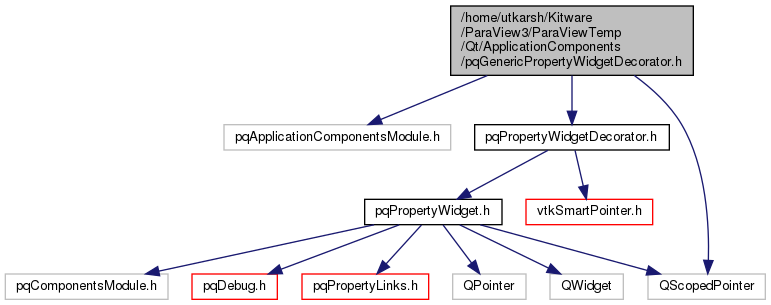 /home/utkarsh/Kitware
/ParaView3/ParaViewTemp
/Qt/ApplicationComponents
/pqGenericPropertyWidgetDecorator.h
pqApplicationComponentsModule.h
pqPropertyWidgetDecorator.h
pqPropertyWidget.h
vtkSmartPointer.h
pqComponentsModule.h
pqDebug.h
pqPropertyLinks.h
QPointer
QWidget
QScopedPointer